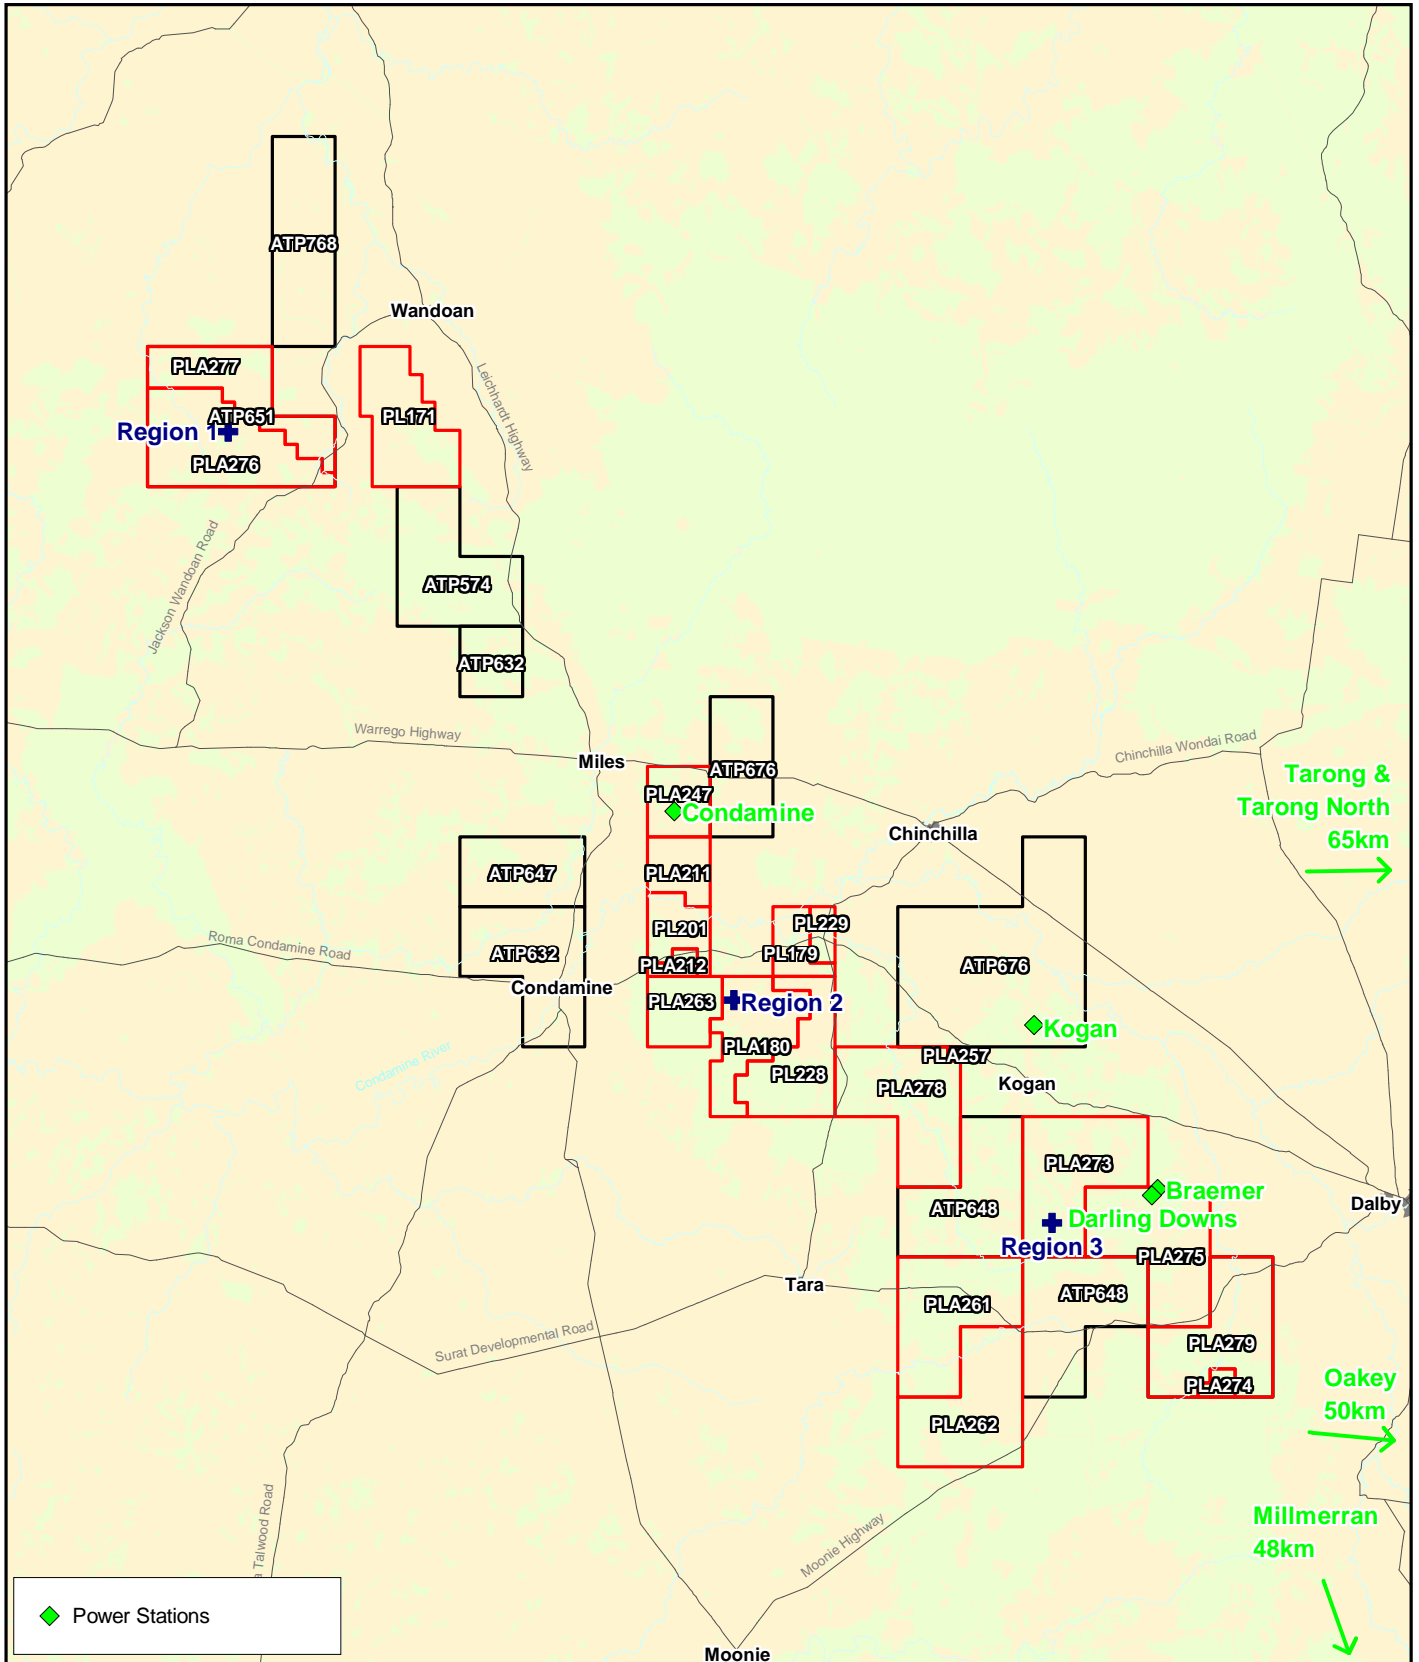 ATP768
Wandoan
PLA277
Leichhardt Highway
ATP651
PL171
Region 1
PLA276
Jackson Wandoan Road
ATP574
ATP632
Warrego Highway
Miles
Chinchilla Wondai Road
ATP676
Tarong &
Tarong North
65km
PLA247
Condamine
Chinchilla
ATP647
PLA211
PL229
PL201
Roma Condamine Road
ATP632
PL179
PLA212
ATP676
Condamine
PLA263
Region 2
Kogan
Condamine River
PLA180
PLA257
PL228
PLA278
Kogan
PLA273
Braemer
Dalby
ATP648
Darling Downs
Region 3
PLA275
Tara
ATP648
PLA261
Surat Developmental Road
PLA279
Oakey
50km
PLA274
PLA262
Millmerran
48km
Moonie Highway
a Talwood Road
Power Stations
Moonie